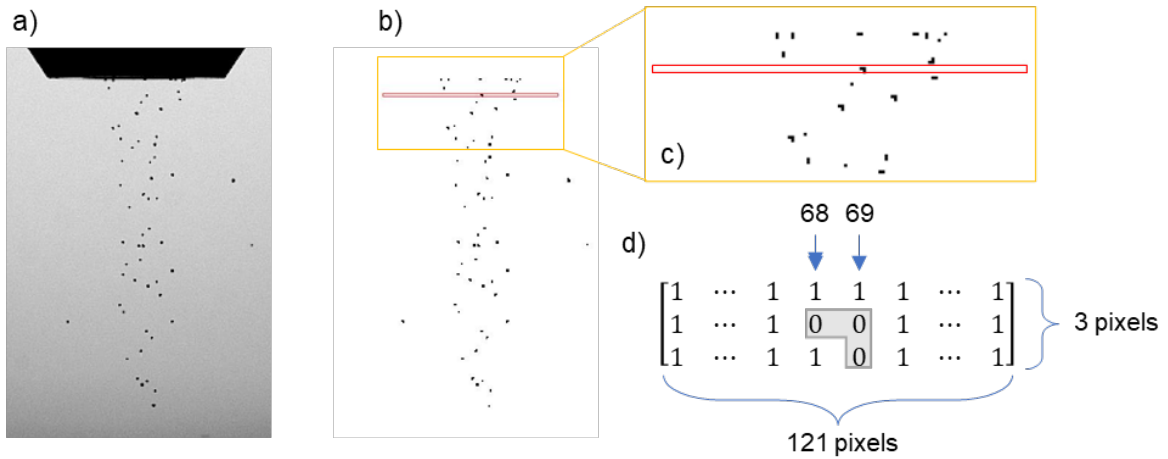 a)
b)
c)
68 69
d)
1 ⋯ 1 1 1 1 ⋯ 1
1 ⋯ 1 0 0 1 ⋯ 1
1 ⋯ 1 1 0 1 ⋯ 1
3 pixels
121 pixels